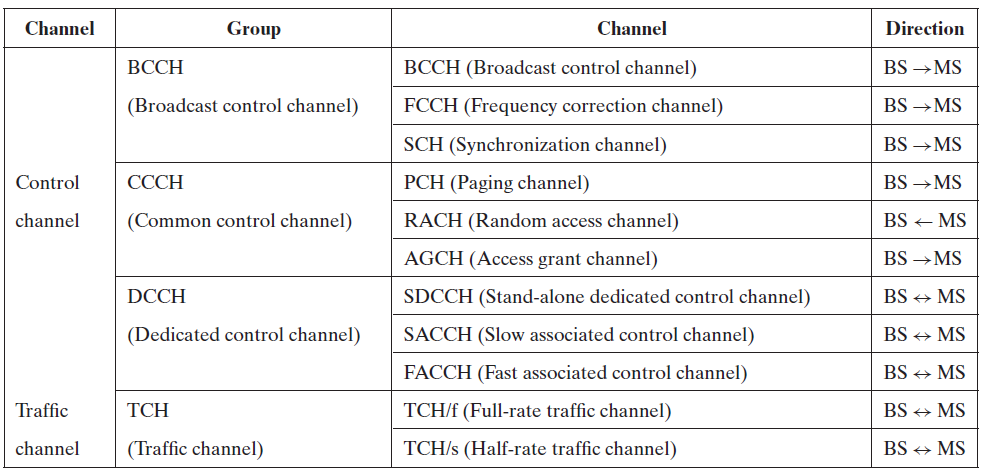 Channel Group Channel Direction
BCCH BCCH (Broadcast control channel) BS → MS
(Broadcast control channel) FCCH (Frequency correction channel) BS → MS
SCH (Synchronization channel) BS → MS
Control CCCH PCH (Paging channel) BS → MS
channel (Common control channel) RACH (Random access channel) BS ← MS
AGCH (Access grant channel) BS → MS
DCCH SDCCH (Stand-alone dedicated control channel) BS ↔ MS
(Dedicated control channel) SACCH (Slow associated control channel) BS ↔ MS
FACCH (Fast associated control channel) BS ↔ MS
Traffic TCH TCH/f (Full-rate traffic channel) BS ↔ MS
channel (Traffic channel) TCH/s (Half-rate traffic channel) BS ↔ MS